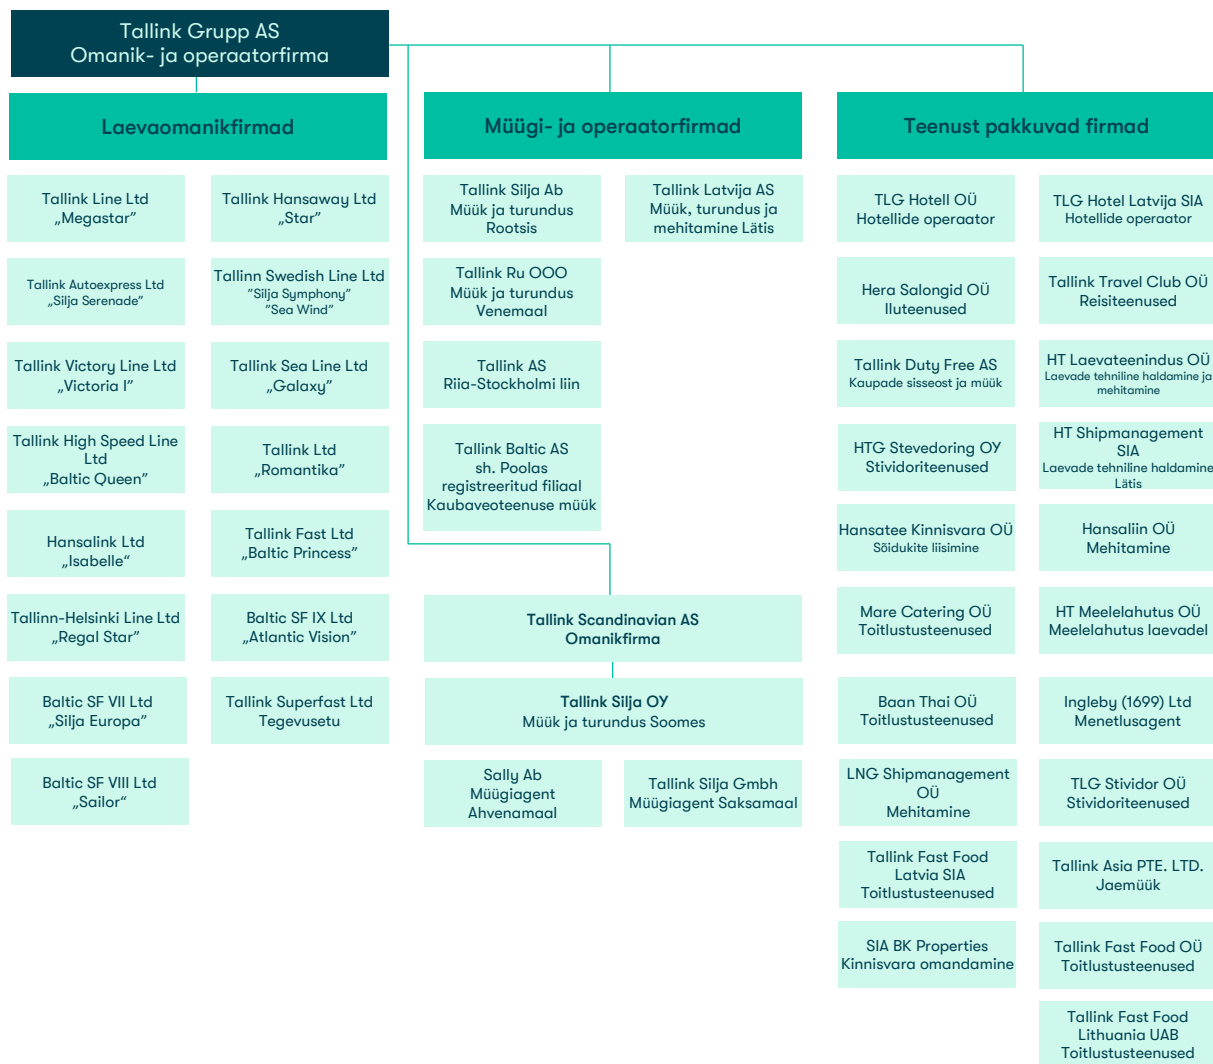 Tallink Grupp AS
Omanik- ja operaatorfirma
Laevaomanikfirmad
Tallink Line Ltd
„Megastar”
Tallink Hansaway Ltd
„Star”
Tallink Autoexpress Ltd
„Silja Serenade”
Tallinn Swedish Line Ltd
”Silja Symphony”
”Sea Wind”
Tallink Victory Line Ltd
„Victoria I”
Tallink Sea Line Ltd
„Galaxy”
Tallink High Speed Line
Ltd
„Baltic Queen”
Tallink Ltd
„Romantika”
Hansalink Ltd
„Isabelle“
Tallink Fast Ltd
„Baltic Princess”
Tallinn-Helsinki Line Ltd
„Regal Star”
Baltic SF IX Ltd
„Atlantic Vision”
Baltic SF VII Ltd
„Silja Europa”
Tallink Superfast Ltd
Tegevusetu
Baltic SF VIII Ltd
„Sailor“
Müügi- ja operaatorfirmad
Tallink Silja Ab
Müük ja turundus
Rootsis
Tallink Latvija AS
Müük, turundus ja
mehitamine Lätis
Tallink Ru OOO
Müük ja turundus
Venemaal
Tallink AS
Riia-Stockholmi liin
Tallink Baltic AS
sh. Poolas
registreeritud filiaal
Kaubaveoteenuse müük
Tallink Scandinavian AS
Omanikfirma
Tallink Silja OY
Müük ja turundus Soomes
Sally Ab
Müügiagent
Ahvenamaal
Tallink Silja Gmbh
Müügiagent Saksamaal
Teenust pakkuvad firmad
TLG Hotell OÜ
Hotellide operaator
TLG Hotel Latvija SIA
Hotellide operaator
Hera Salongid OÜ
Iluteenused
Tallink Travel Club OÜ
Reisiteenused
Tallink Duty Free AS
Kaupade sisseost ja müük
HT Laevateenindus OÜ
Laevade tehniline haldamine ja
mehitamine
HTG Stevedoring OY
Stividoriteenused
HT Shipmanagement
SIA
Laevade tehniline haldamine
Lätis
Hansatee Kinnisvara OÜ
Sõidukite liisimine
Hansaliin OÜ
Mehitamine
Mare Catering OÜ
Toitlustusteenused
HT Meelelahutus OÜ
Meelelahutus laevadel
Baan Thai OÜ
Toitlustusteenused
Ingleby (1699) Ltd
Menetlusagent
LNG Shipmanagement
OÜ
Mehitamine
TLG Stividor OÜ
Stividoriteenused
Tallink Fast Food
Latvia SIA
Toitlustusteenused
Tallink Asia PTE. LTD.
Jaemüük
SIA BK Properties
Kinnisvara omandamine
Tallink Fast Food OÜ
Toitlustusteenused
Tallink Fast Food
Lithuania UAB
Toitlustusteenused